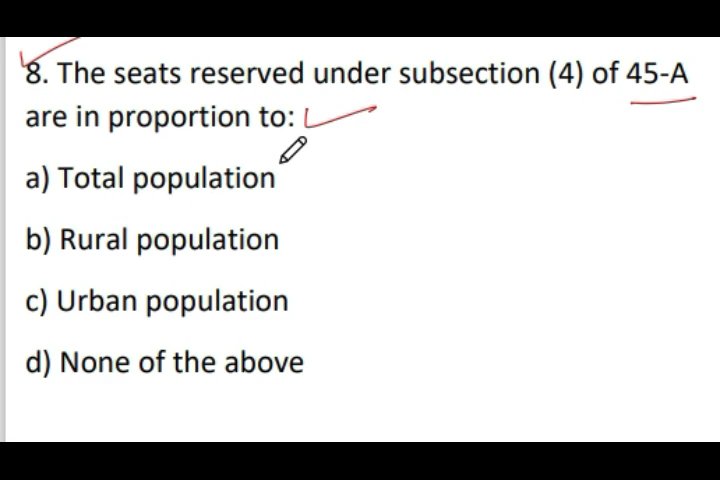 8. The seats reserved under subsection (4) of 45-A
are in proportion to:
a) Total population
b) Rural population
c) Urban population
d) None of the above